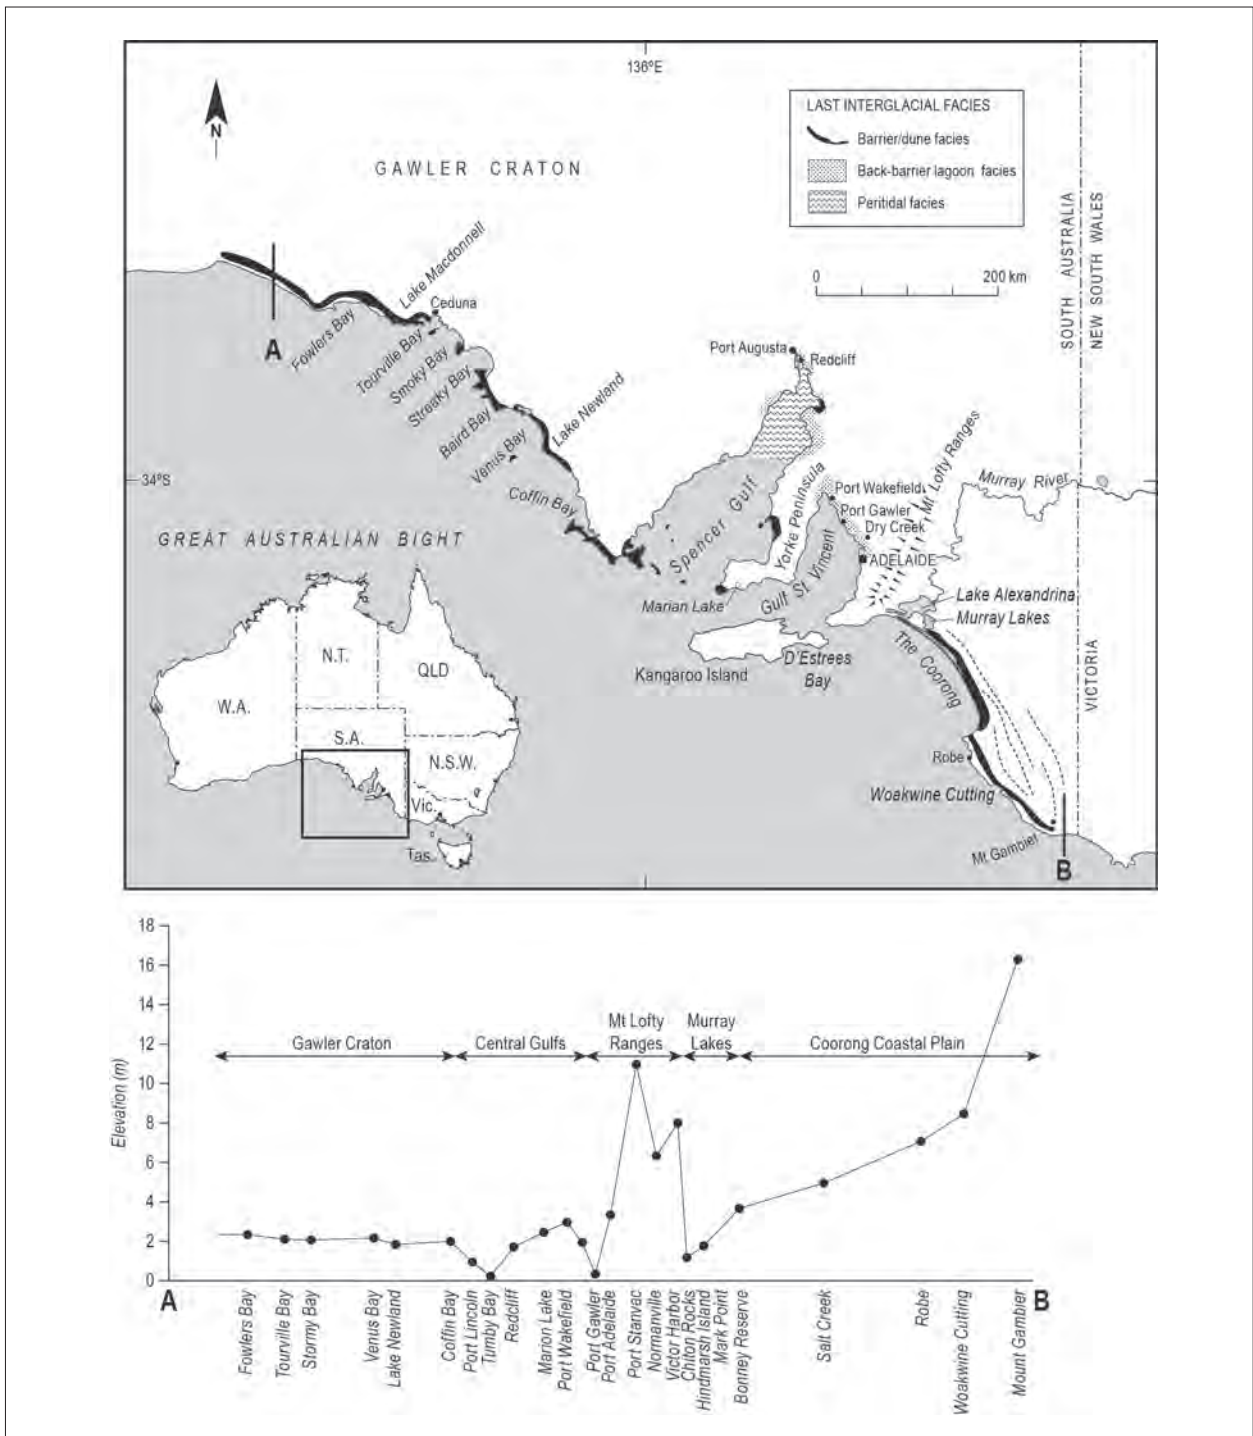 136°E
N
GAWLER CRATON
LAST INTERGLACIAL FACIES
Barrier/dune facies
Back-barrier lagoon facies
Peritidal facies
0 200 km
SOUTH AUSTRALIA
NEW SOUTH WALES
VICTORIA
A
Fowlers Bay
Lake Macdonnell
Ceduna
Tourville Bay
Smoky Bay
Streaky Bay
Baird Bay
Venus Bay
Lake Newland
Coffin Bay
34°S
Port Augusta
Redcliff
Spencer Gulf
Yorke Peninsula
Port Wakefield
Port Gawler
Dry Creek
ADELAIDE
Mt Lofty Ranges
Murray River
Gulf St. Vincent
Marian Lake
Lake Alexandrina
Murray Lakes
Kangaroo Island
D'Estrees
Bay
The Coorong
Robe
Woakwine Cutting
Mt Gambier
B
GREAT AUSTRALIAN BIGHT
W.A.
N.T.
QLD
S.A.
N.S.W.
Vic.
Tas.
Elevation (m)
18
16
14
12
10
8
6
4
2
0
Gawler Craton
Central Gulfs
Mt Lofty
Ranges
Murray
Lakes
Coorong Coastal Plain
A
B
Fowlers Bay
Tourville Bay
Stormy Bay
Venus Bay
Lake Newland
Coffin Bay
Port Lincoln
Tumby Bay
Redcliff
Marion Lake
Port Wakefield
Port Gawler
Port Adelaide
Port Stanvac
Normanville
Victor Harbor
Chiton Rocks
Hindmarsh Island
Mark Point
Bonney Reserve
Salt Creek
Robe
Woakwine Cutting
Mount Gambier